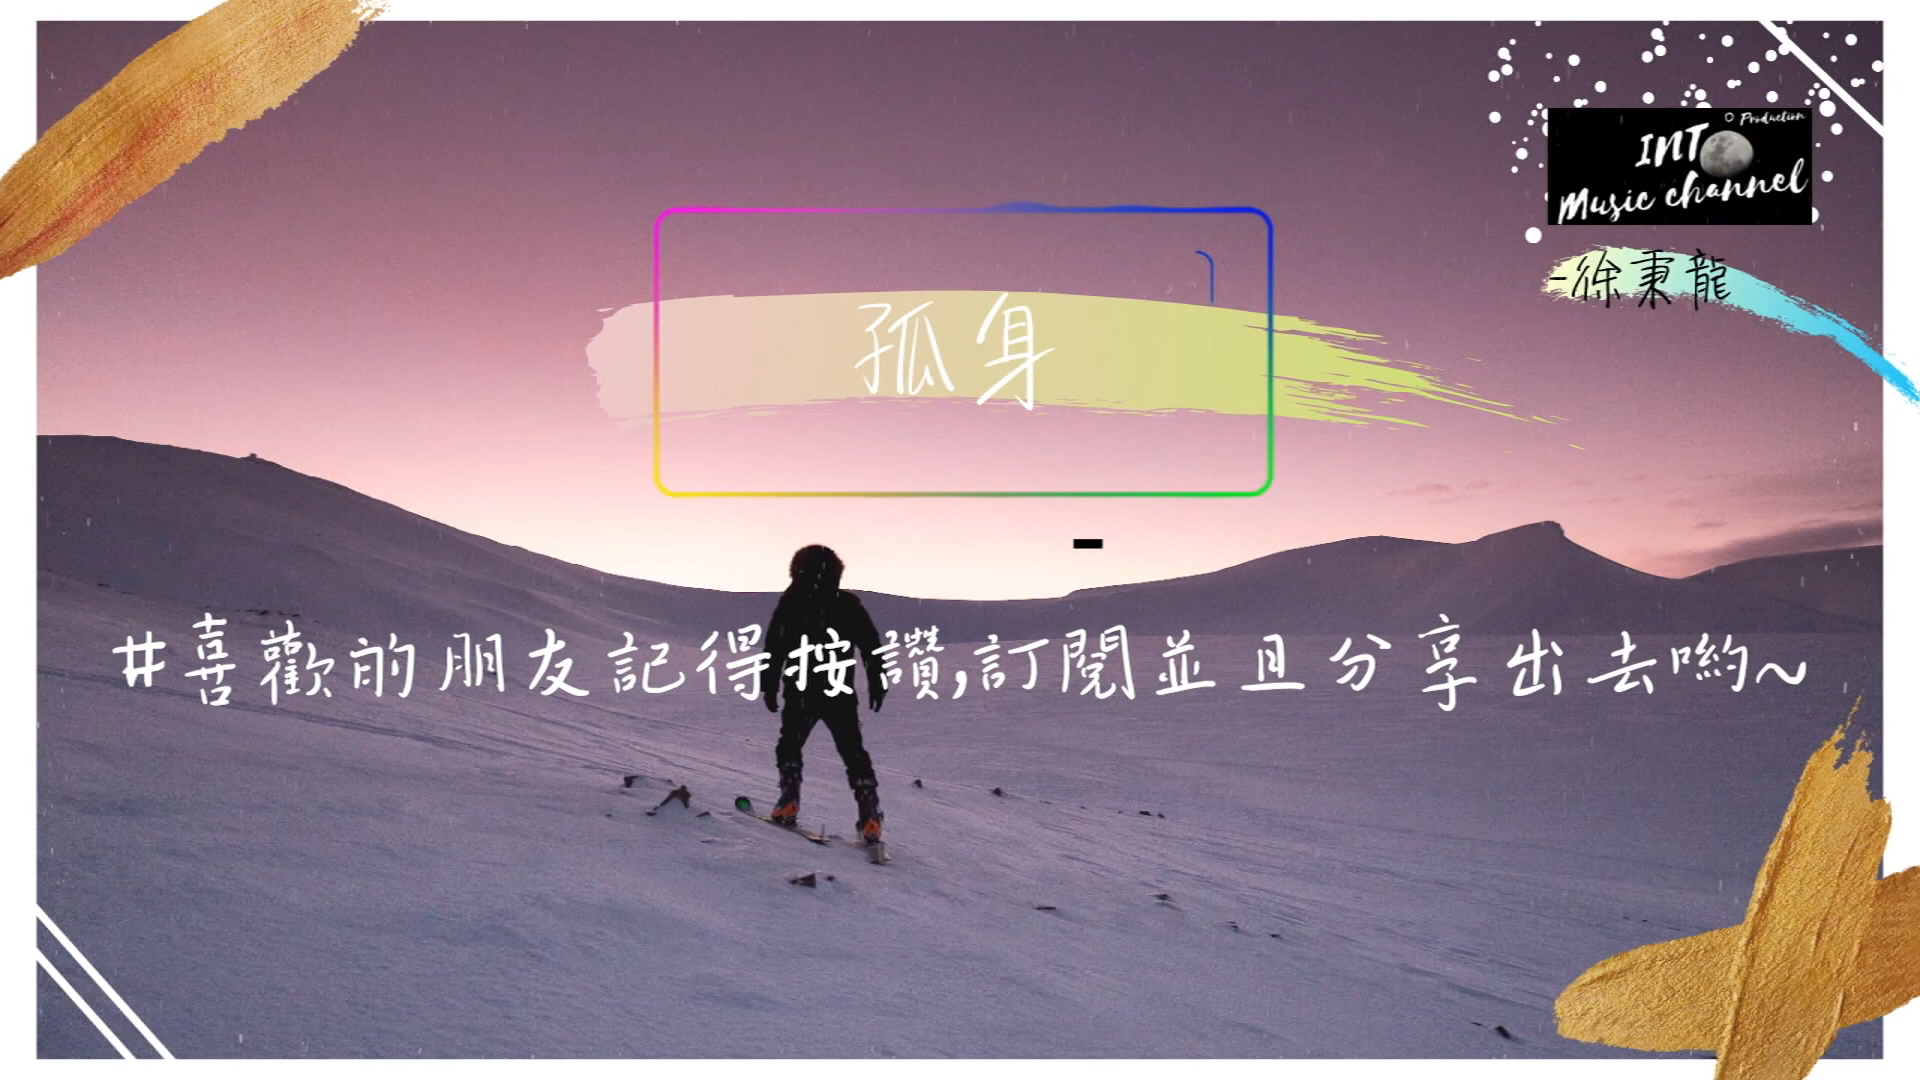 Production
INTO
Music channel
-徐秉龍
孤身
#喜歡的朋友記得按讚,訂閱並且分享出去喲~